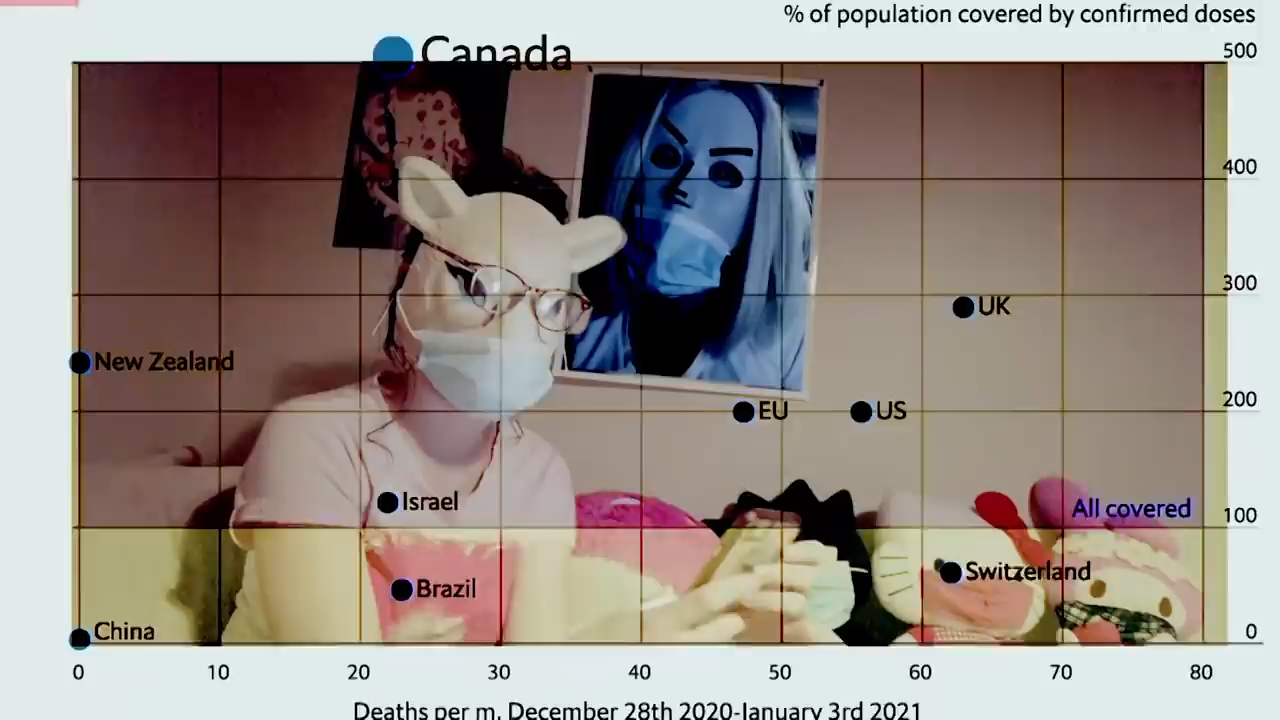 % of population covered by confirmed doses
Canada
500
400
300
UK
New Zealand
200
EU
US
Israel
All covered
100
Switzerland
Brazil
China
0
0 10 20 30 40 50 60 70 80
Deaths per m, December 28th 2020-January 3rd 2021